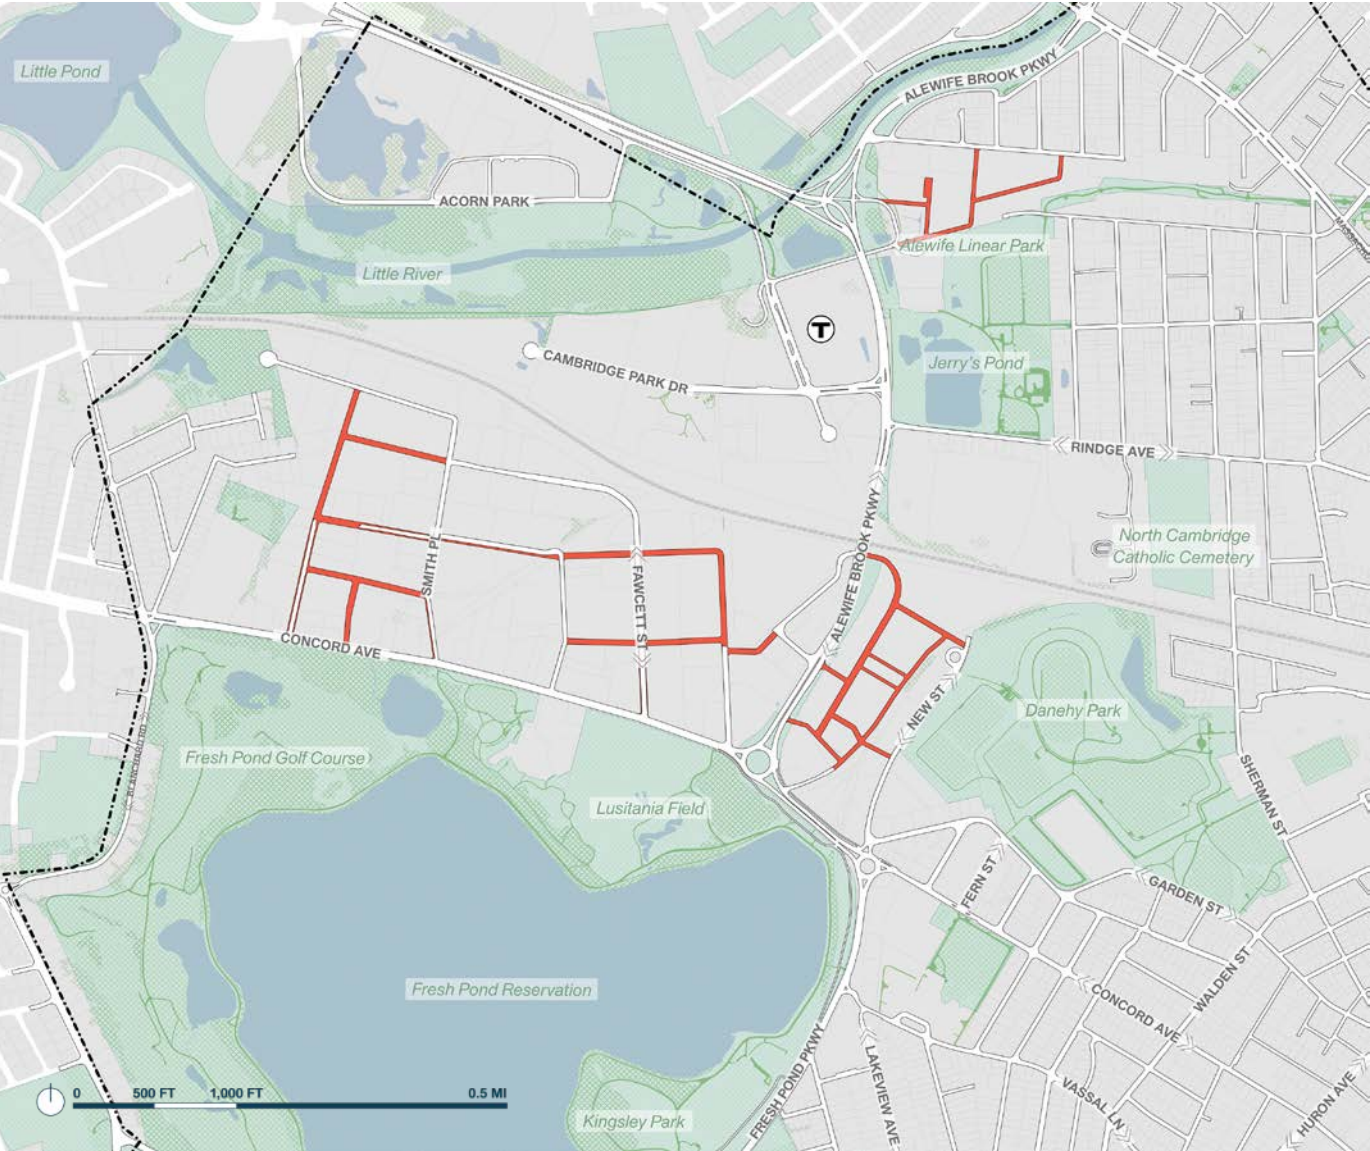 Little Pond
ALEWIFE BROOK PKWY
ACORN PARK
Alewife Linear Park
Little River
T
CAMBRIDGE PARK DR
Jerry's Pond
RINDGE AVE
North Cambridge
Catholic Cemetery
SMITH PL
FAWCETT ST
ALEWIFE BROOK PKWY
CONCORD AVE
NEW ST
Danehy Park
Fresh Pond Golf Course
BLANCHARD RD
Lusitania Field
SHERMAN ST
FERN ST
GARDEN ST
WALDEN ST
Fresh Pond Reservation
CONCORD AVE
FRESH POND PKWY
LAKEVIEW AVE
VASSAL LN
HURON AVE
Kingsley Park
0 500 FT 1,000 FT 0.5 MI